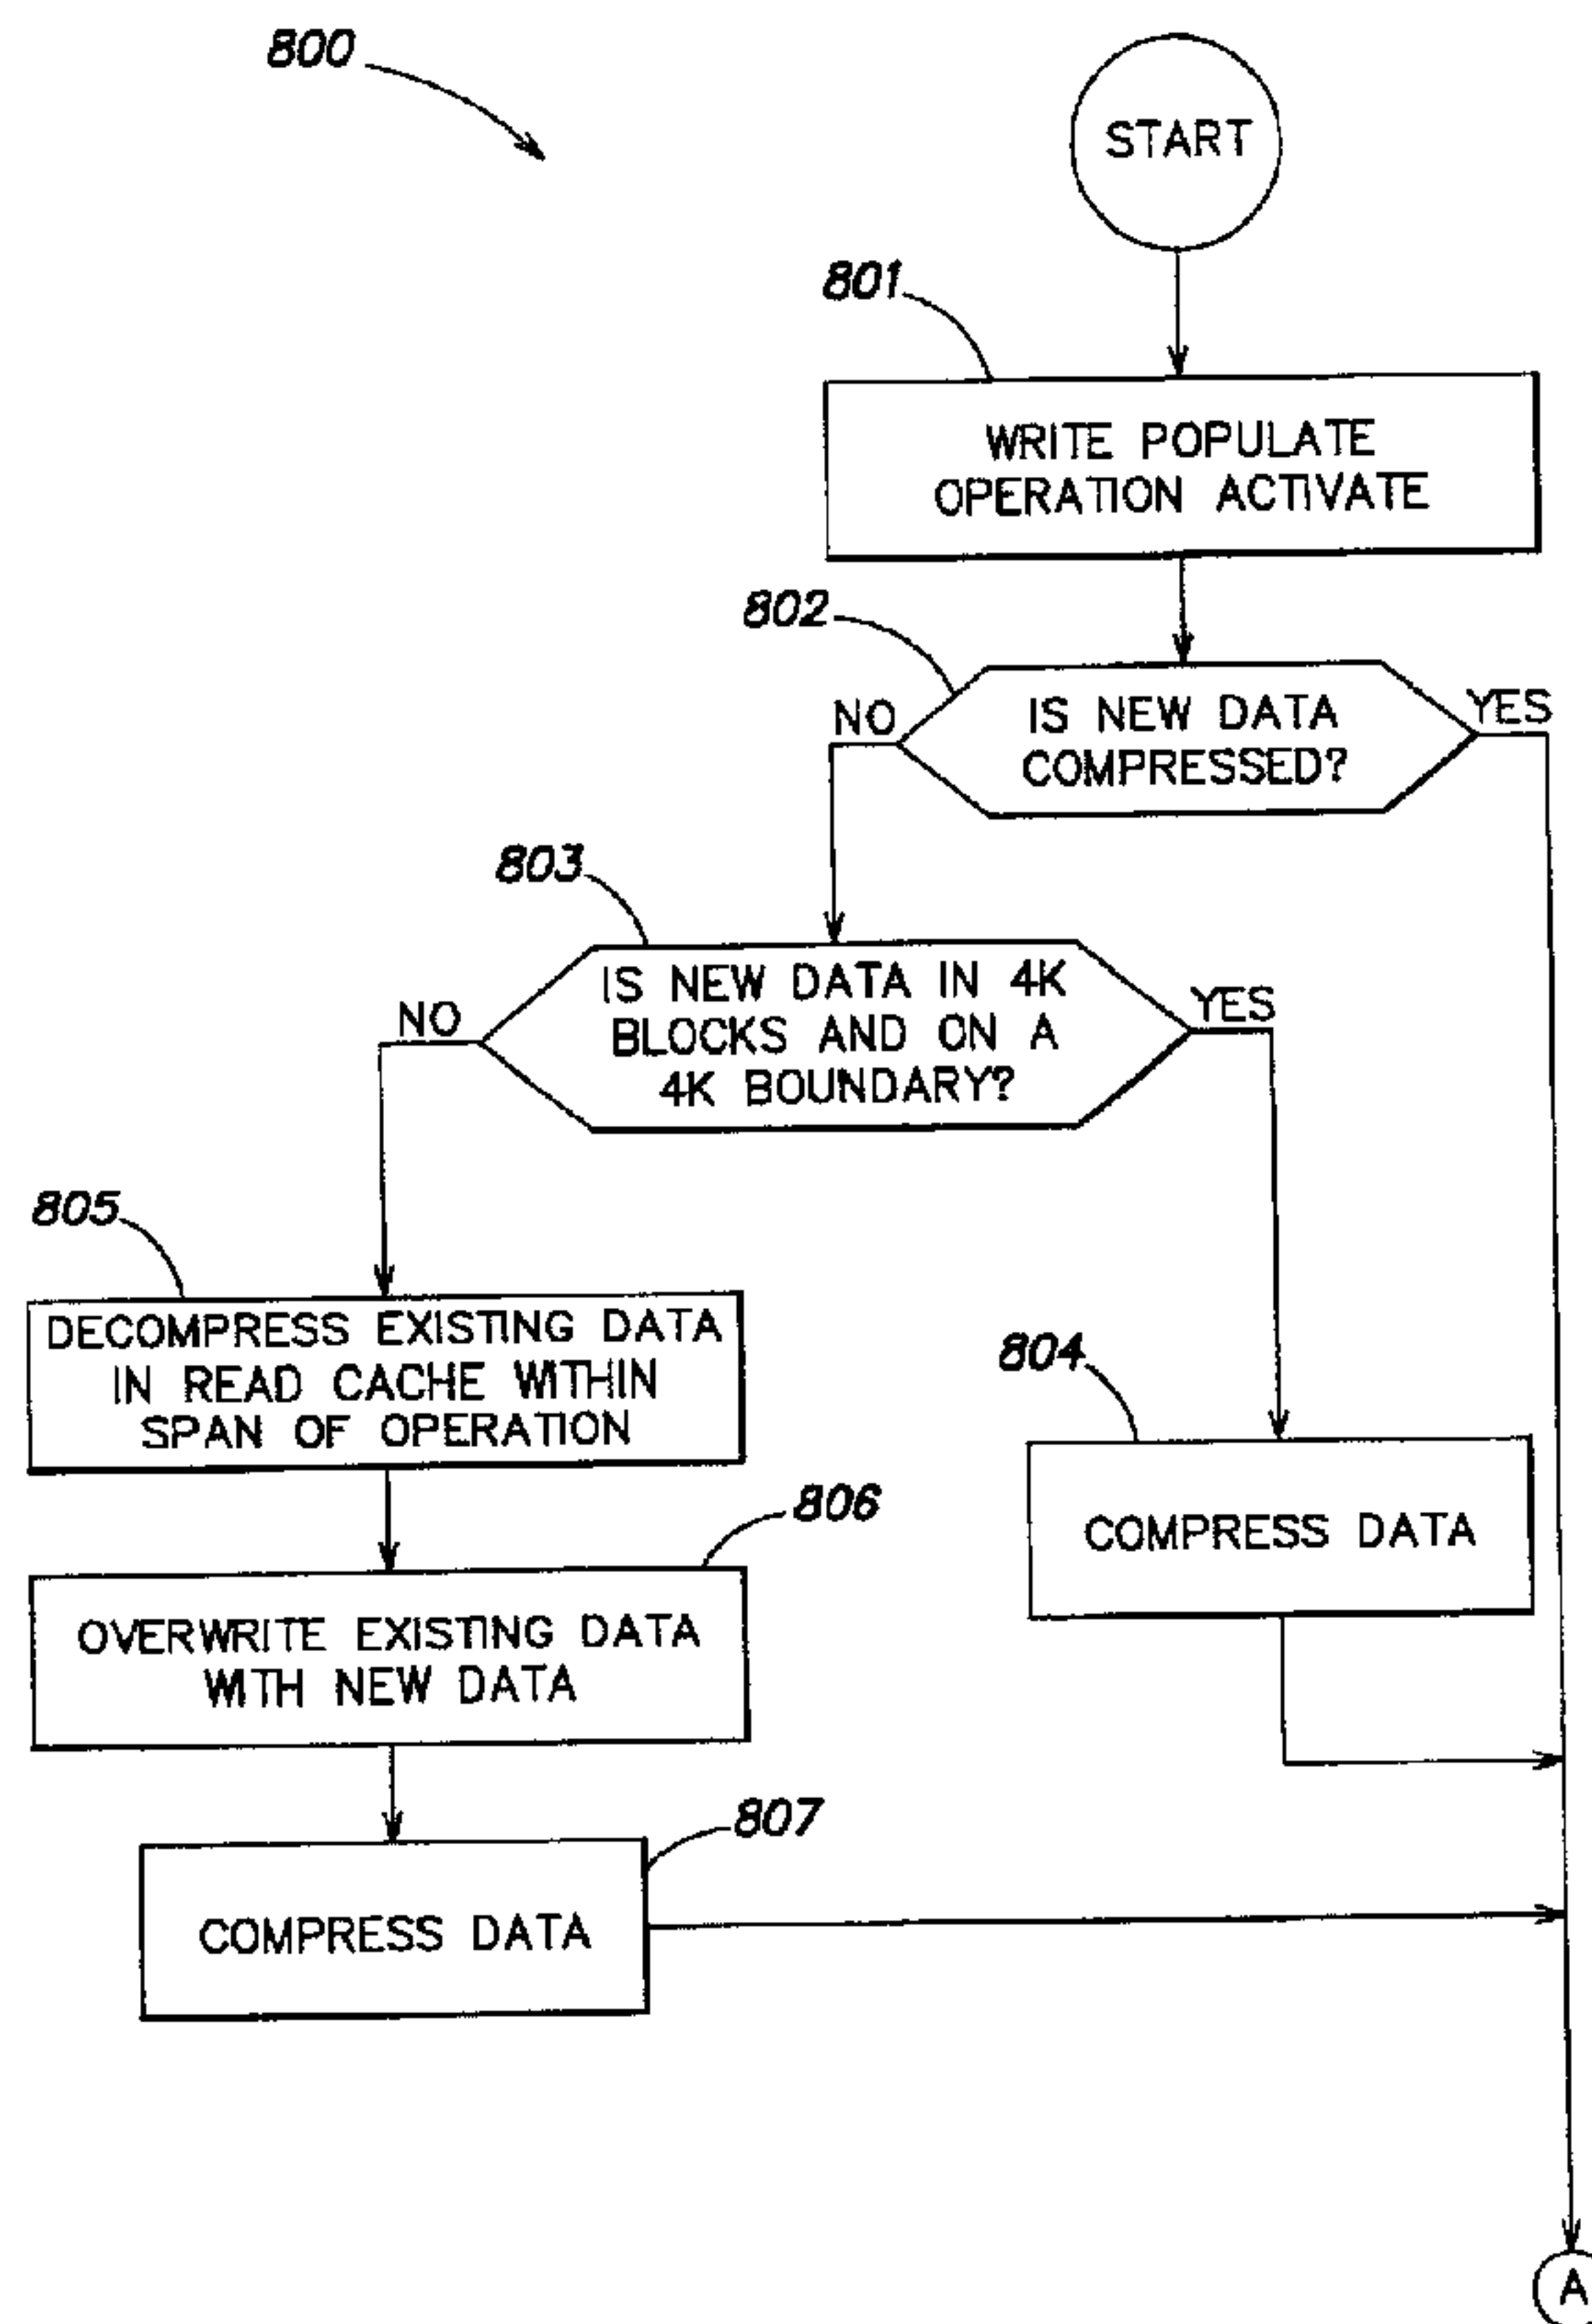 800
START
801
WRITE POPULATE
OPERATION ACTIVATE
802
NO
IS NEW DATA
COMPRESSED?
YES
803
NO
IS NEW DATA IN 4K
BLOCKS AND ON A
4K BOUNDARY?
YES
805
DECOMPRESS EXISTING DATA
IN READ CACHE WITHIN
SPAN OF OPERATION
804
COMPRESS DATA
806
OVERWRITE EXISTING DATA
WITH NEW DATA
807
COMPRESS DATA
A